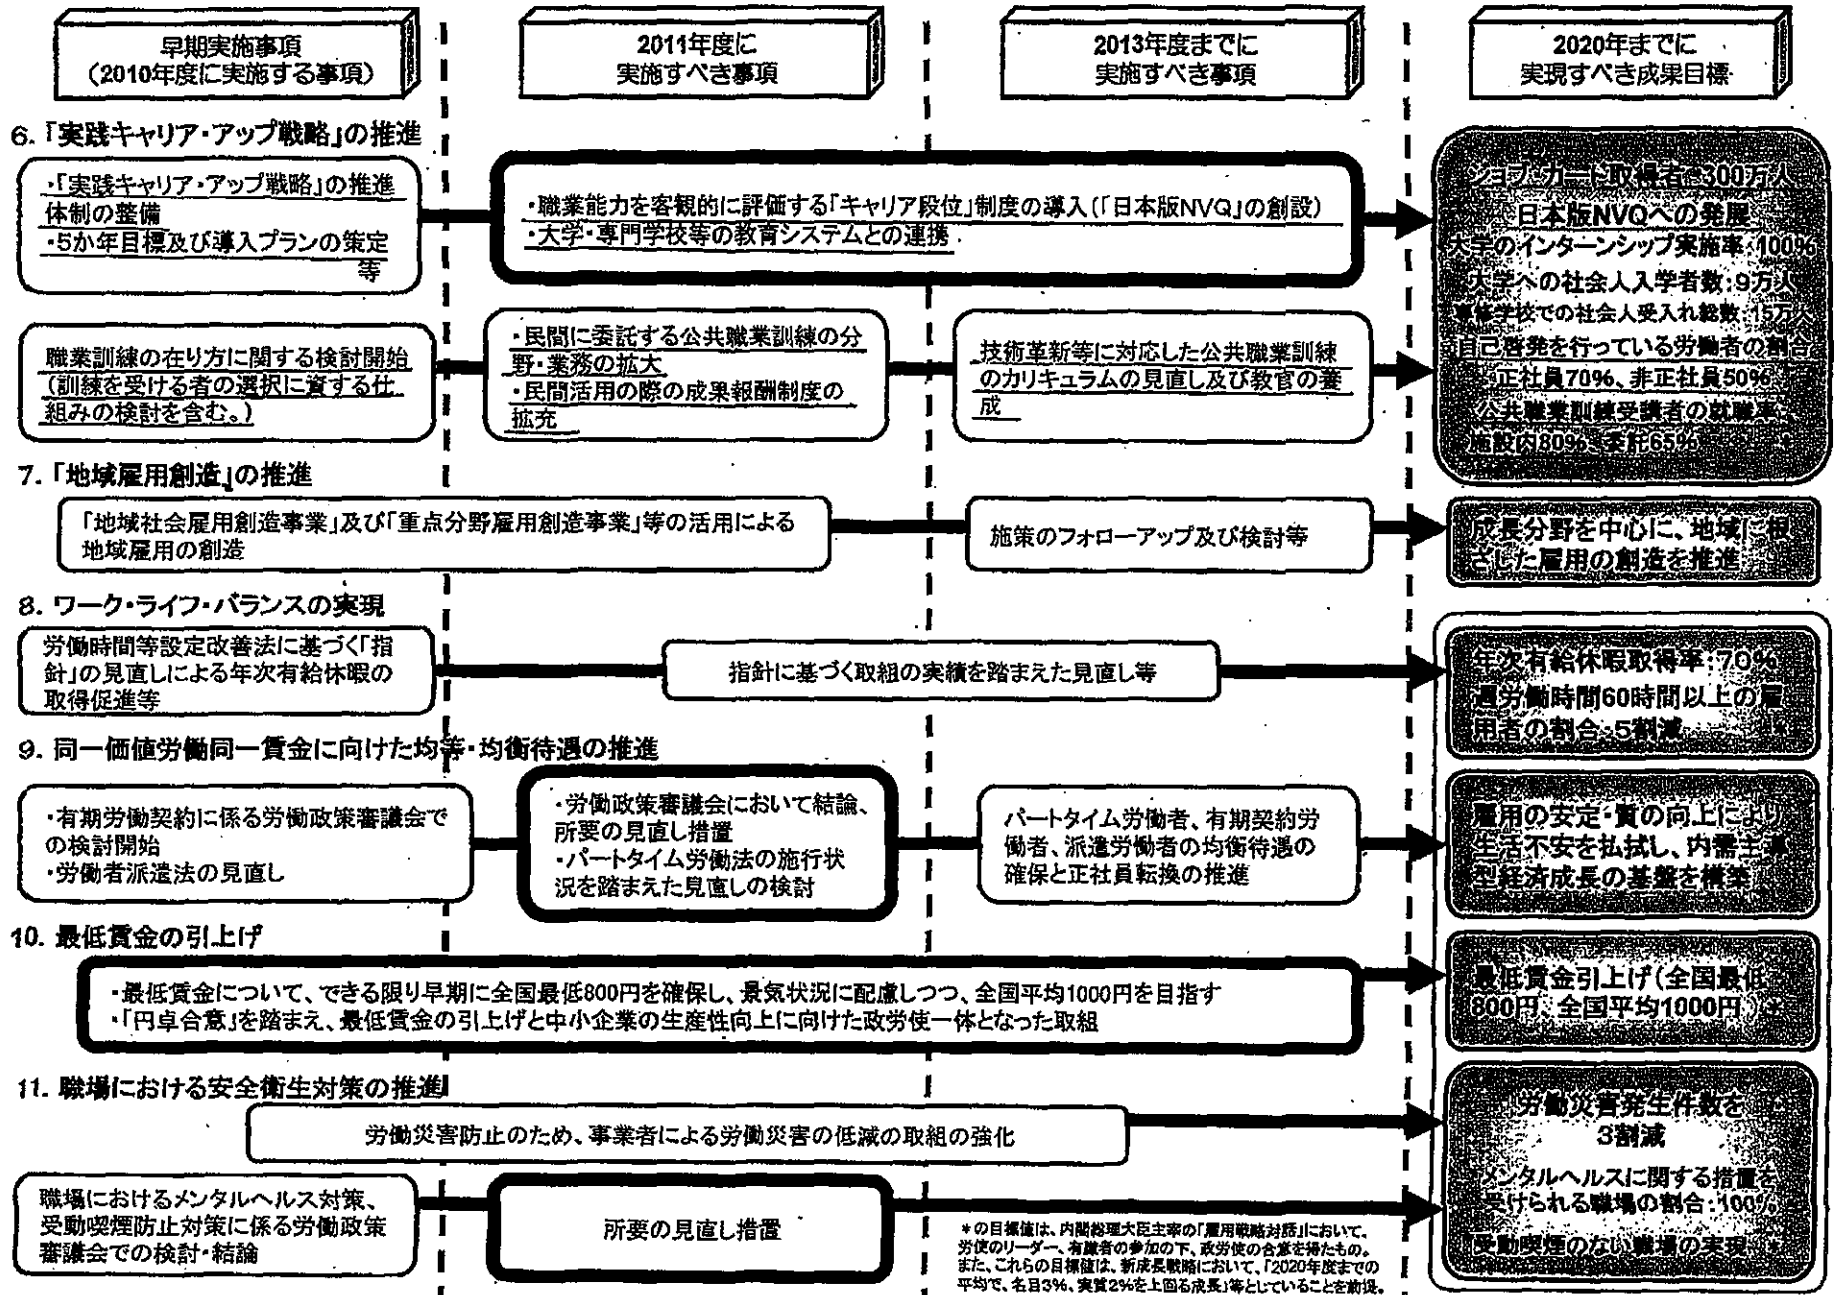 早期実施事項
(2010年度に実施する事項)
2011年度に
実施すべき事項
2013年度までに
実施すべき事項
2020年までに
実現すべき成果目標
6.「実践キャリア・アップ戦略」の推進
・「実践キャリア・アップ戦略」の推進
体制の整備
・5か年目標及び導入プランの策定
等
・職業能力を客観的に評価する「キャリア段位」制度の導入(「日本版NVQ」の創設)
・大学・専門学校等の教育システムとの連携
ジョブ・カード取得者 300万人
日本版NVQへの発展
大学のインターンシップ実施率:100%
大学への社会人入学者数:9万人
専修学校での社会人受入れ総数:15万人
自己啓発を行っている労働者の割合
正社員70%、非正社員50%
公共職業訓練受講者の就職率:
施設内80%、委託65% *
職業訓練の在り方に関する検討開始
(訓練を受ける者の選択に資する仕
組みの検討を含む。)
・民間に委託する公共職業訓練の分
野・業務の拡大
・民間活用の際の成果報酬制度の
拡充
技術革新等に対応した公共職業訓練
のカリキュラムの見直し及び教官の養
成
7.「地域雇用創造」の推進
「地域社会雇用創造事業」及び「重点分野雇用創造事業」等の活用による
地域雇用の創造
施策のフォローアップ及び検討等
成長分野を中心に、地域に根
ざした雇用の創造を推進
8. ワーク・ライフ・バランスの実現
労働時間等設定改善法に基づく「指
針」の見直しによる年次有給休暇の
取得促進等
指針に基づく取組の実績を踏まえた見直し等
年次有給休暇取得率:70%
週労働時間60時間以上の雇
用者の割合:5割減 *
9. 同一価値労働同一賃金に向けた均等・均衡待遇の推進
・有期労働契約に係る労働政策審議会で
の検討開始
・労働者派遣法の見直し
・労働政策審議会において結論、
所要の見直し措置
・パートタイム労働法の施行状
況を踏まえた見直しの検討
パートタイム労働者、有期契約労
働者、派遣労働者の均衡待遇の
確保と正社員転換の推進
雇用の安定・質の向上により
生活不安を払拭し、内需主導
型経済成長の基盤を構築
10. 最低賃金の引上げ
・最低賃金について、できる限り早期に全国最低800円を確保し、景気状況に配慮しつつ、全国平均1000円を目指す
・「円卓合意」を踏まえ、最低賃金の引上げと中小企業の生産性向上に向けた政労使一体となった取組
最低賃金引上げ(全国最低
800円、全国平均1000円) *
11. 職場における安全衛生対策の推進
労働災害防止のため、事業者による労働災害の低減の取組の強化
労働災害発生件数を
3割減
メンタルヘルスに関する措置を
受けられる職場の割合:100%
受動喫煙のない職場の実現 *
職場におけるメンタルヘルス対策、
受動喫煙防止対策に係る労働政策
審議会での検討・結論
所要の見直し措置
*の目標値は、内閣総理大臣主宰の「雇用戦略対話」において、
労使のリーダー、有識者の参加の下、政労使の合意を得たもの。
また、これらの目標値は、新成長戦略において、「2020年度までの
平均で、名目3%、実質2%を上回る成長」等としていることを前提。